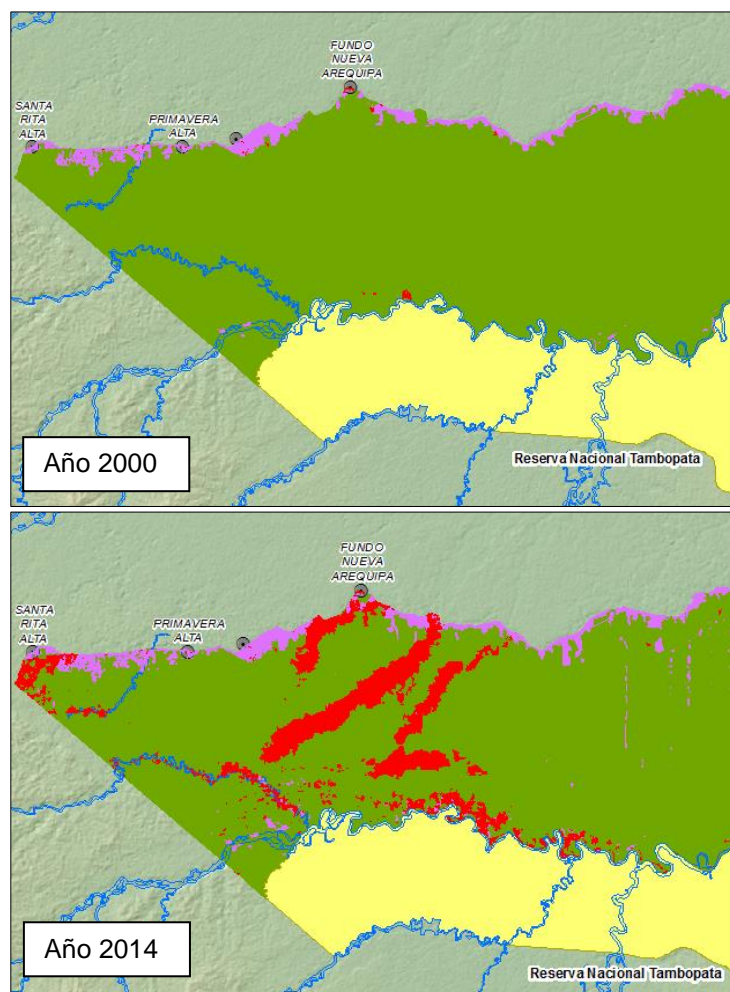 FUNDO
NUEVA
AREQUIPA
SANTA
RITA
ALTA
PRIMAVERA
ALTA
Año 2000
Reserva Nacional Tambopata
FUNDO
NUEVA
AREQUIPA
SANTA
RITA
ALTA
PRIMAVERA
ALTA
Año 2014
Reserva Nacional Tambopata